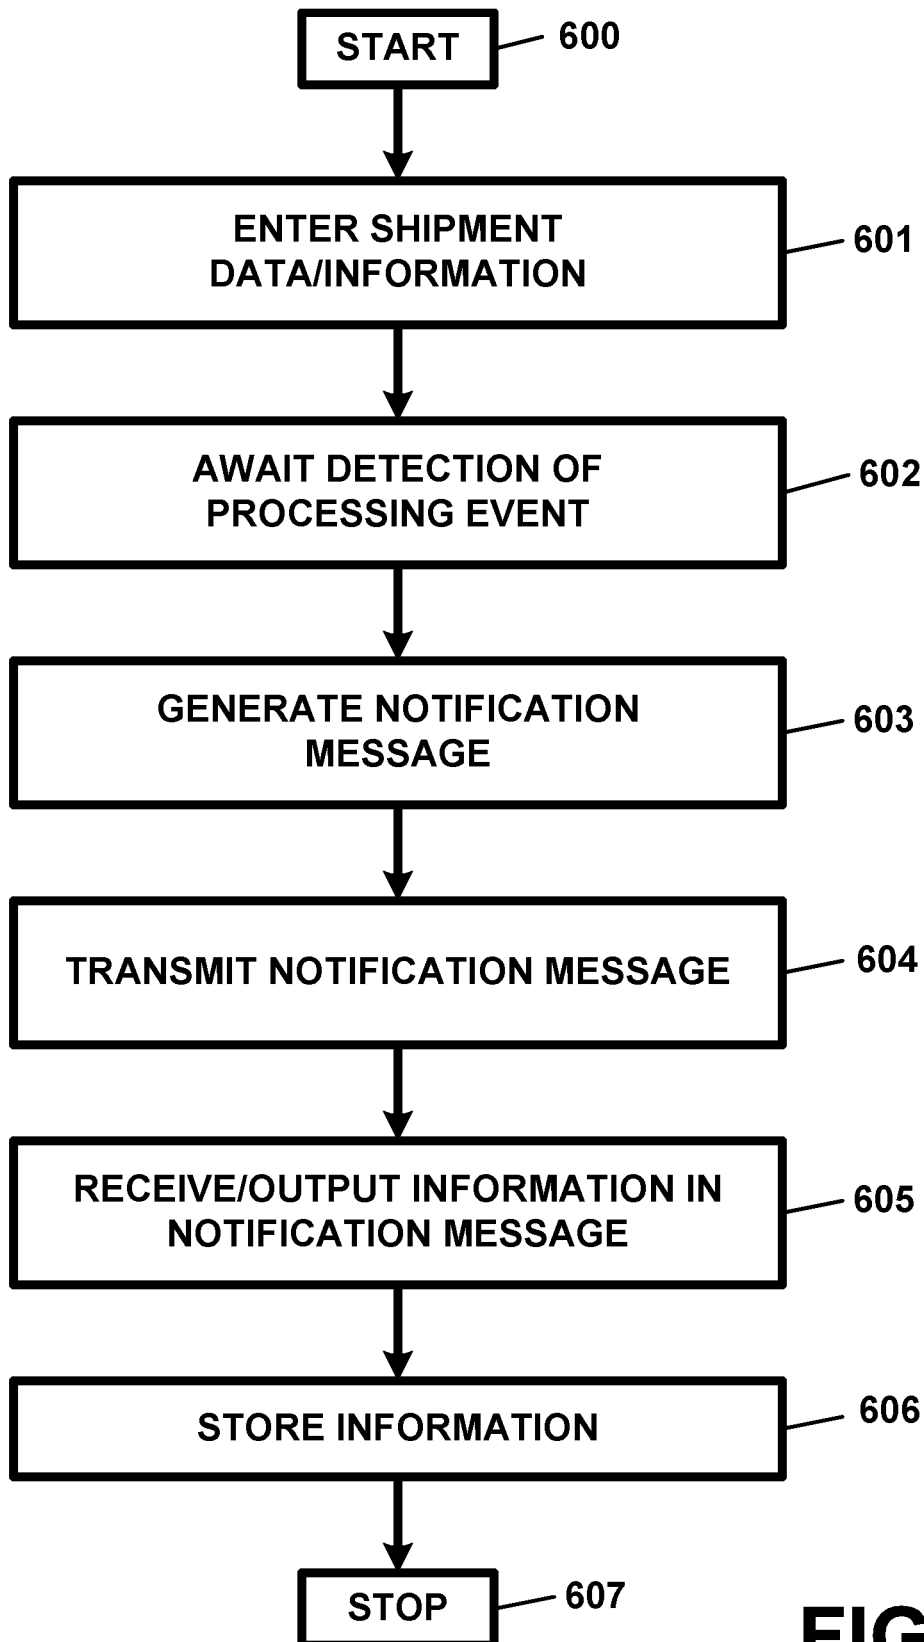 START
600
ENTER SHIPMENT
DATA/INFORMATION
601
AWAIT DETECTION OF
PROCESSING EVENT
602
GENERATE NOTIFICATION
MESSAGE
603
TRANSMIT NOTIFICATION MESSAGE
604
RECEIVE/OUTPUT INFORMATION IN
NOTIFICATION MESSAGE
605
STORE INFORMATION
606
STOP
607
FIG